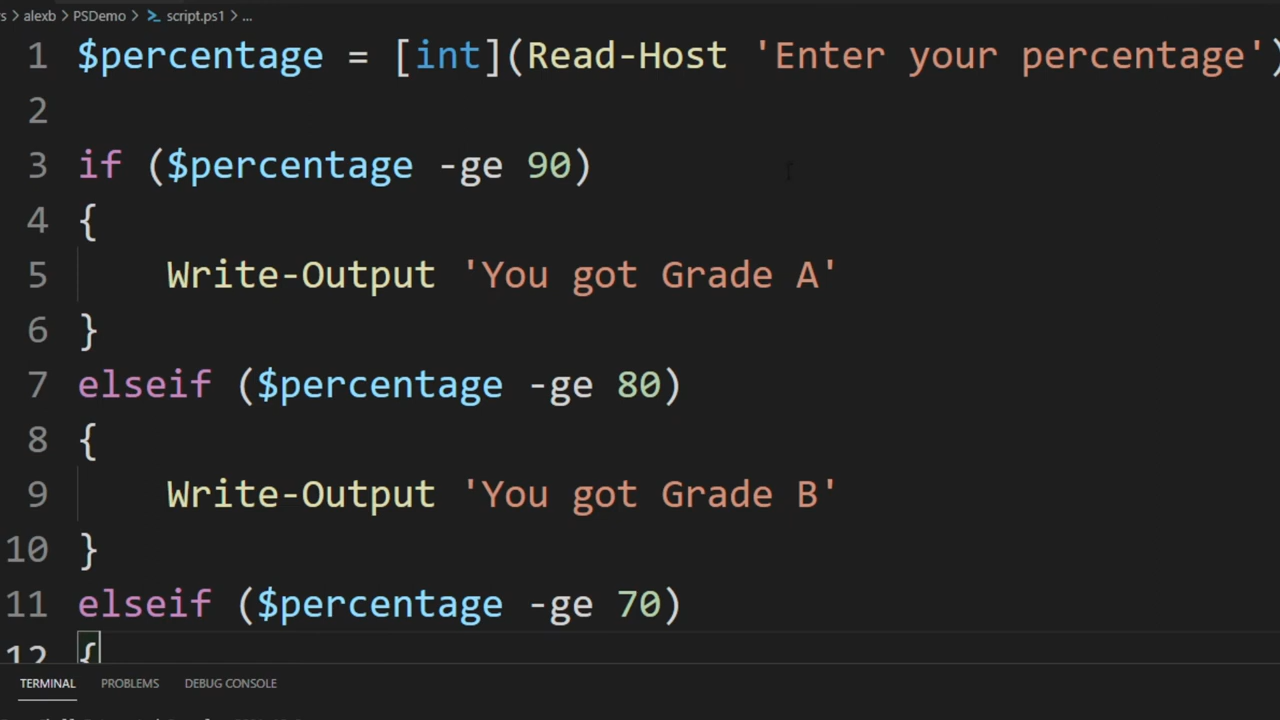 s > alexb > PSDemo > script.ps1 > ...
1 $percentage = [int](Read-Host 'Enter your percentage')
2
3 if ($percentage -ge 90)
4 {
5 Write-Output 'You got Grade A'
6 }
7 elseif ($percentage -ge 80)
8 {
9 Write-Output 'You got Grade B'
10 }
11 elseif ($percentage -ge 70)
12 {
TERMINAL PROBLEMS DEBUG CONSOLE